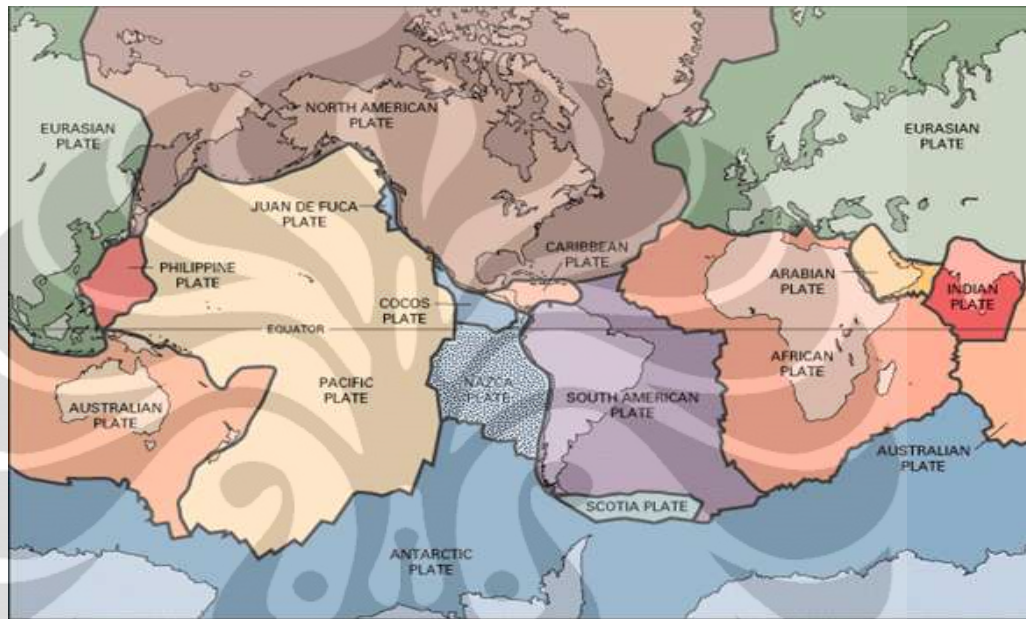 NORTH AMERICAN
PLATE
EURASIAN
PLATE
EURASIAN
PLATE
JUAN DE FUCA
PLATE
CARIBBEAN
PLATE
PHILIPPINE
PLATE
ARABIAN
PLATE
INDIAN
PLATE
COCOS
PLATE
EQUATOR
AFRICAN
PLATE
PACIFIC
PLATE
NAZCA
PLATE
SOUTH AMERICAN
PLATE
AUSTRALIAN
PLATE
AUSTRALIAN
PLATE
SCOTIA PLATE
ANTARCTIC
PLATE